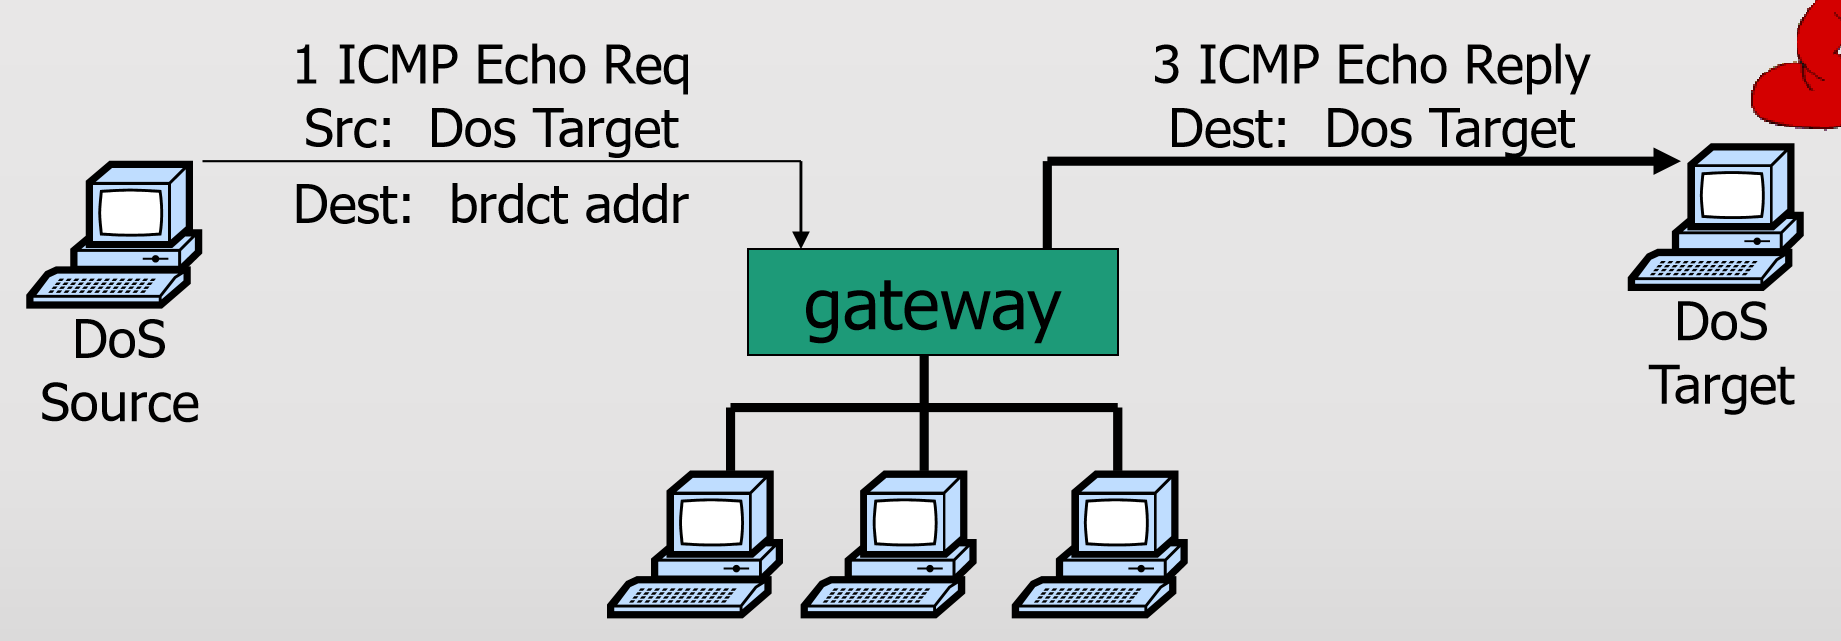 1 ICMP Echo Req
Src: Dos Target
Dest: brdct addr
3 ICMP Echo Reply
Dest: Dos Target
gateway
DoS
Source
DoS
Target